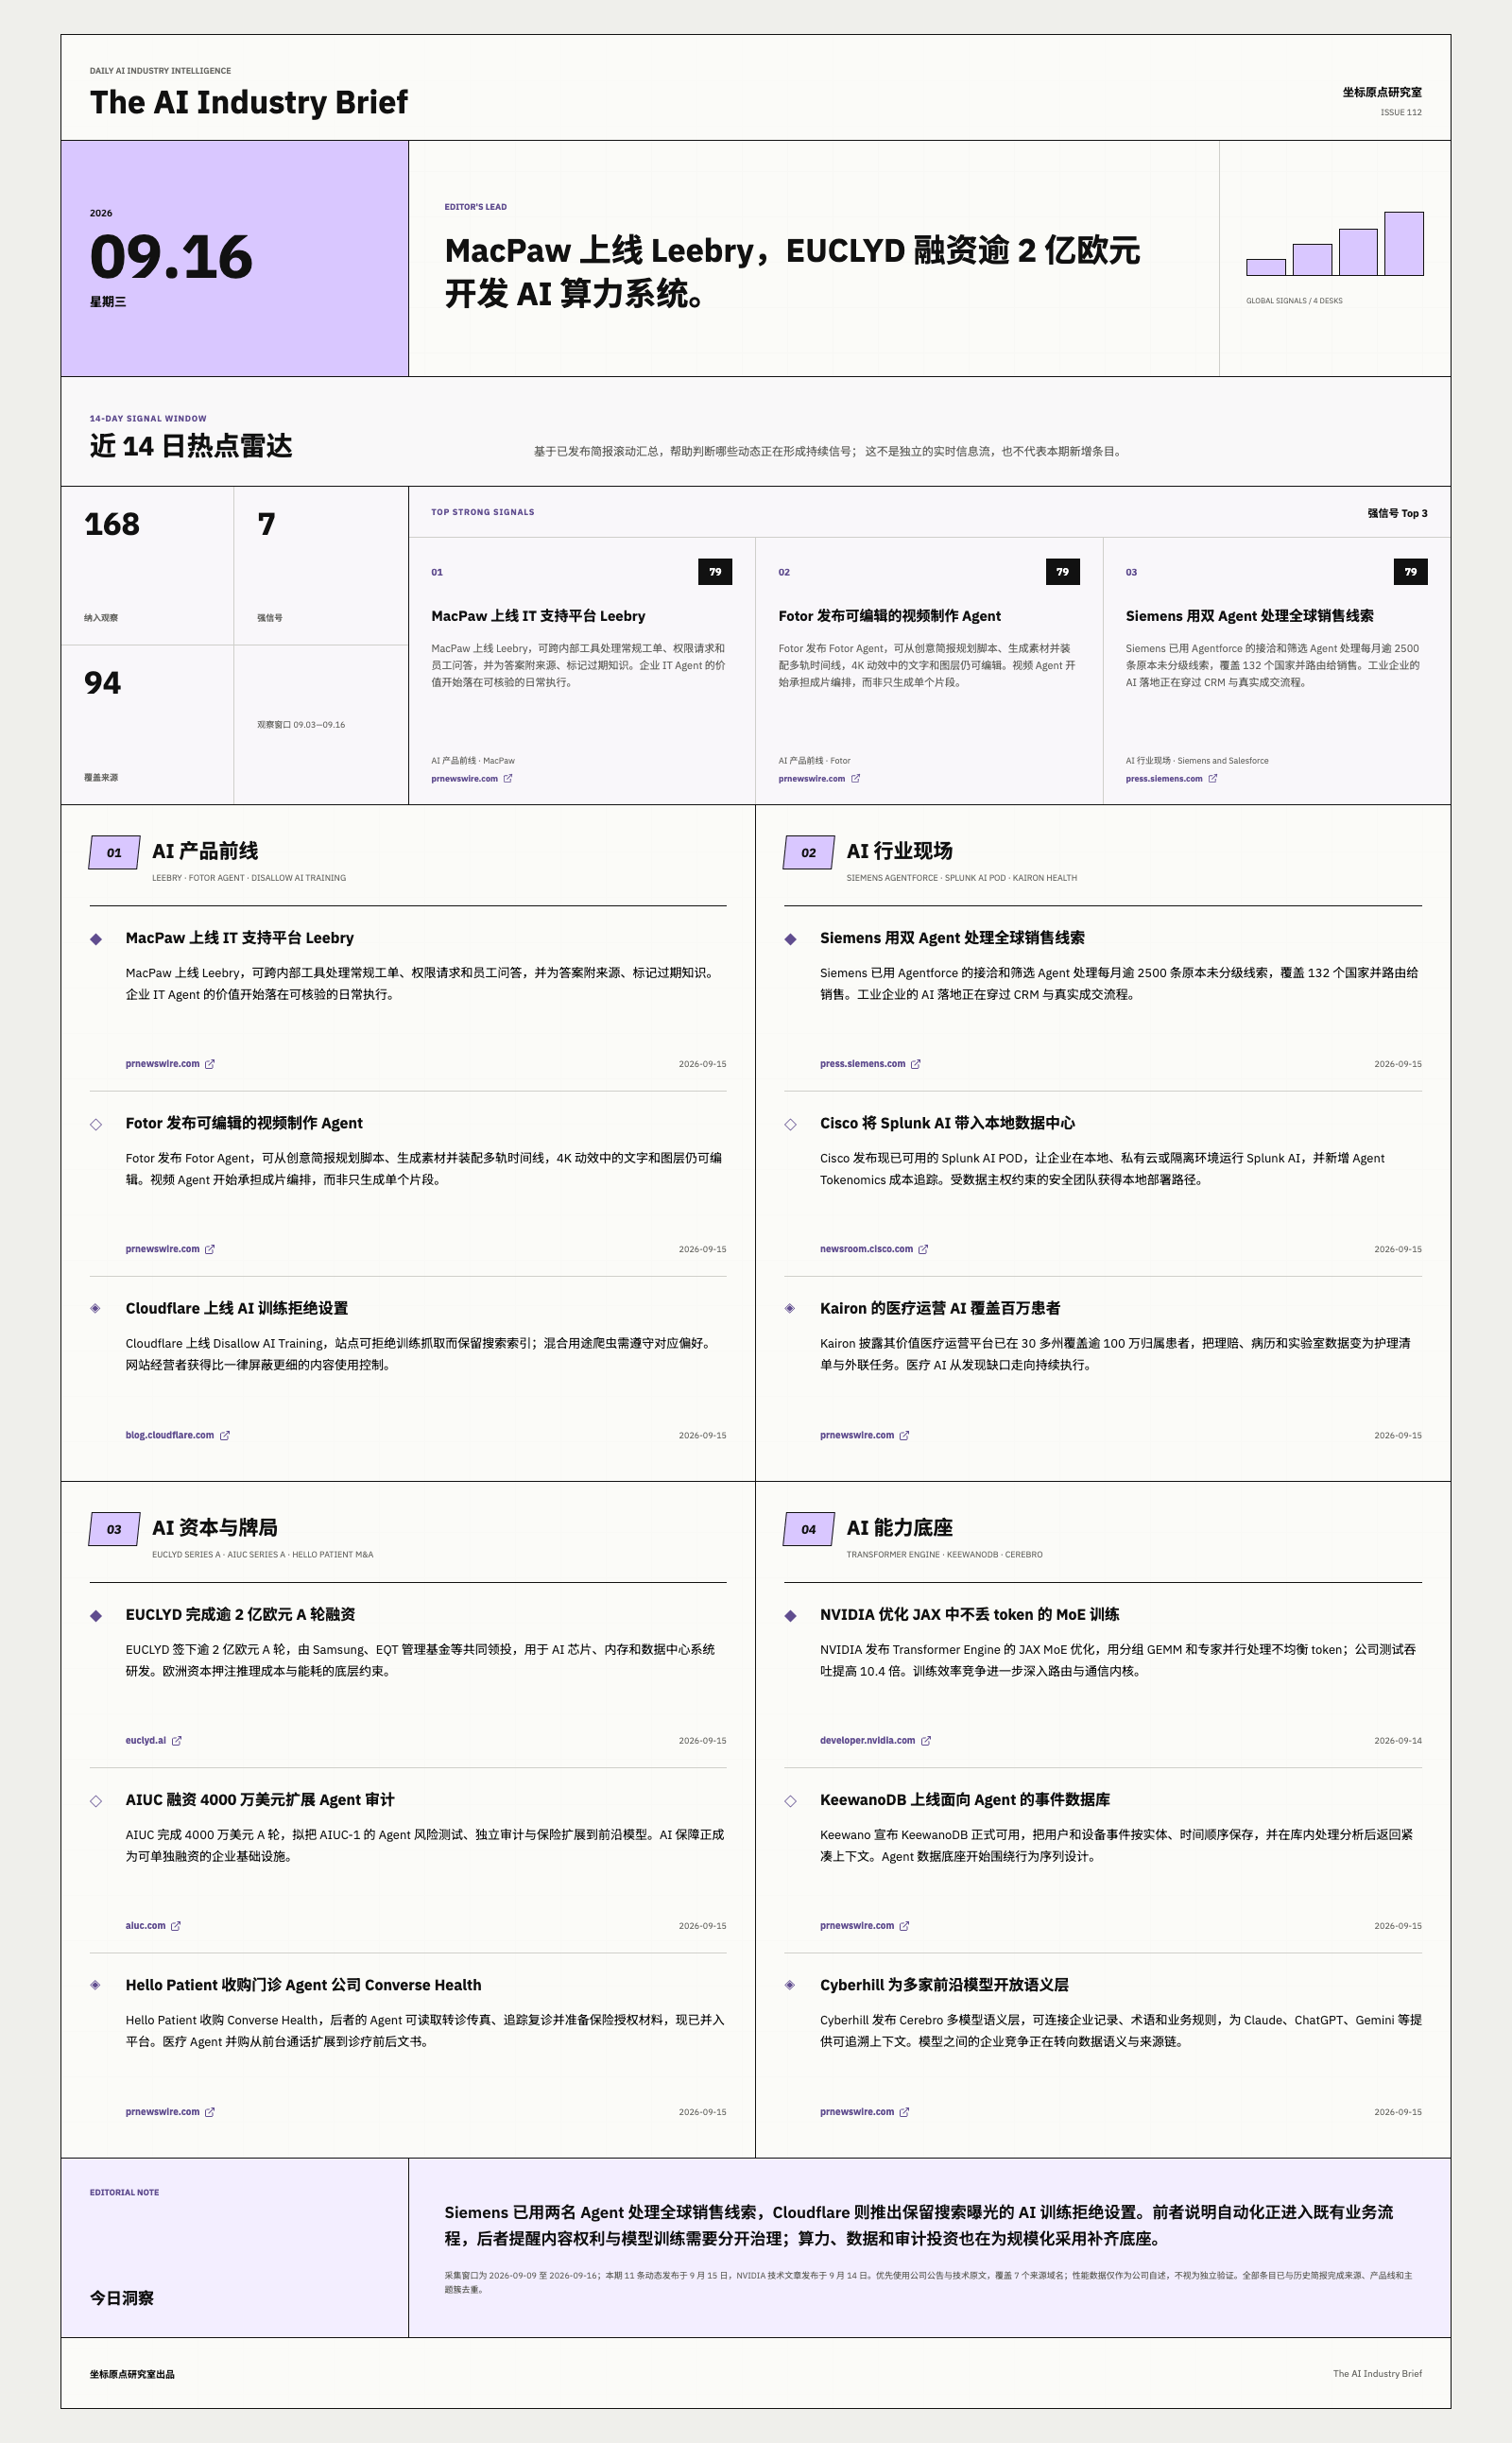 DAILY AI INDUSTRY INTELLIGENCE
The AI Industry Brief
坐标原点研究室
ISSUE 112
2026
09.16
星期三
EDITOR'S LEAD
MacPaw 上线 Leebry，EUCLYD 融资逾 2 亿欧元
开发 AI 算力系统。
GLOBAL SIGNALS / 4 DESKS
14-DAY SIGNAL WINDOW
近 14 日热点雷达
基于已发布简报滚动汇总，帮助判断哪些动态正在形成持续信号； 这不是独立的实时信息流，也不代表本期新增条目。
168
纳入观察
7
强信号
94
覆盖来源
观察窗口 09.03—09.16
TOP STRONG SIGNALS
强信号 Top 3
01
79
MacPaw 上线 IT 支持平台 Leebry
MacPaw 上线 Leebry，可跨内部工具处理常规工单、权限请求和
员工问答，并为答案附来源、标记过期知识。企业 IT Agent 的价
值开始落在可核验的日常执行。
AI 产品前线 · MacPaw
prnewswire.com
02
79
Fotor 发布可编辑的视频制作 Agent
Fotor 发布 Fotor Agent，可从创意简报规划脚本、生成素材并装
配多轨时间线，4K 动效中的文字和图层仍可编辑。视频 Agent 开
始承担成片编排，而非只生成单个片段。
AI 产品前线 · Fotor
prnewswire.com
03
79
Siemens 用双 Agent 处理全球销售线索
Siemens 已用 Agentforce 的接洽和筛选 Agent 处理每月逾 2500
条原本未分级线索，覆盖 132 个国家并路由给销售。工业企业的
AI 落地正在穿过 CRM 与真实成交流程。
AI 行业现场 · Siemens and Salesforce
press.siemens.com
01
AI 产品前线
LEEBRY · FOTOR AGENT · DISALLOW AI TRAINING
MacPaw 上线 IT 支持平台 Leebry
MacPaw 上线 Leebry，可跨内部工具处理常规工单、权限请求和员工问答，并为答案附来源、标记过期知识。
企业 IT Agent 的价值开始落在可核验的日常执行。
prnewswire.com
2026-09-15
Fotor 发布可编辑的视频制作 Agent
Fotor 发布 Fotor Agent，可从创意简报规划脚本、生成素材并装配多轨时间线，4K 动效中的文字和图层仍可编
辑。视频 Agent 开始承担成片编排，而非只生成单个片段。
prnewswire.com
2026-09-15
Cloudflare 上线 AI 训练拒绝设置
Cloudflare 上线 Disallow AI Training，站点可拒绝训练抓取而保留搜索索引；混合用途爬虫需遵守对应偏好。
网站经营者获得比一律屏蔽更细的内容使用控制。
blog.cloudflare.com
2026-09-15
02
AI 行业现场
SIEMENS AGENTFORCE · SPLUNK AI POD · KAIRON HEALTH
Siemens 用双 Agent 处理全球销售线索
Siemens 已用 Agentforce 的接洽和筛选 Agent 处理每月逾 2500 条原本未分级线索，覆盖 132 个国家并路由给
销售。工业企业的 AI 落地正在穿过 CRM 与真实成交流程。
press.siemens.com
2026-09-15
Cisco 将 Splunk AI 带入本地数据中心
Cisco 发布现已可用的 Splunk AI POD，让企业在本地、私有云或隔离环境运行 Splunk AI，并新增 Agent
Tokenomics 成本追踪。受数据主权约束的安全团队获得本地部署路径。
newsroom.cisco.com
2026-09-15
Kairon 的医疗运营 AI 覆盖百万患者
Kairon 披露其价值医疗运营平台已在 30 多州覆盖逾 100 万归属患者，把理赔、病历和实验室数据变为护理清
单与外联任务。医疗 AI 从发现缺口走向持续执行。
prnewswire.com
2026-09-15
03
AI 资本与牌局
EUCLYD SERIES A · AIUC SERIES A · HELLO PATIENT M&A
EUCLYD 完成逾 2 亿欧元 A 轮融资
EUCLYD 签下逾 2 亿欧元 A 轮，由 Samsung、EQT 管理基金等共同领投，用于 AI 芯片、内存和数据中心系统
研发。欧洲资本押注推理成本与能耗的底层约束。
euclyd.ai
2026-09-15
AIUC 融资 4000 万美元扩展 Agent 审计
AIUC 完成 4000 万美元 A 轮，拟把 AIUC-1 的 Agent 风险测试、独立审计与保险扩展到前沿模型。AI 保障正成
为可单独融资的企业基础设施。
aiuc.com
2026-09-15
Hello Patient 收购门诊 Agent 公司 Converse Health
Hello Patient 收购 Converse Health，后者的 Agent 可读取转诊传真、追踪复诊并准备保险授权材料，现已并入
平台。医疗 Agent 并购从前台通话扩展到诊疗前后文书。
prnewswire.com
2026-09-15
04
AI 能力底座
TRANSFORMER ENGINE · KEEWANODB · CEREBRO
NVIDIA 优化 JAX 中不丢 token 的 MoE 训练
NVIDIA 发布 Transformer Engine 的 JAX MoE 优化，用分组 GEMM 和专家并行处理不均衡 token；公司测试吞
吐提高 10.4 倍。训练效率竞争进一步深入路由与通信内核。
developer.nvidia.com
2026-09-14
KeewanoDB 上线面向 Agent 的事件数据库
Keewano 宣布 KeewanoDB 正式可用，把用户和设备事件按实体、时间顺序保存，并在库内处理分析后返回紧
凑上下文。Agent 数据底座开始围绕行为序列设计。
prnewswire.com
2026-09-15
Cyberhill 为多家前沿模型开放语义层
Cyberhill 发布 Cerebro 多模型语义层，可连接企业记录、术语和业务规则，为 Claude、ChatGPT、Gemini 等提
供可追溯上下文。模型之间的企业竞争正在转向数据语义与来源链。
prnewswire.com
2026-09-15
EDITORIAL NOTE
今日洞察
Siemens 已用两名 Agent 处理全球销售线索，Cloudflare 则推出保留搜索曝光的 AI 训练拒绝设置。前者说明自动化正进入既有业务流
程，后者提醒内容权利与模型训练需要分开治理；算力、数据和审计投资也在为规模化采用补齐底座。
采集窗口为 2026-09-09 至 2026-09-16；本期 11 条动态发布于 9 月 15 日，NVIDIA 技术文章发布于 9 月 14 日。优先使用公司公告与技术原文，覆盖 7 个来源域名；性能数据仅作为公司自述，不视为独立验证。全部条目已与历史简报完成来源、产品线和主
题簇去重。
坐标原点研究室出品
The AI Industry Brief